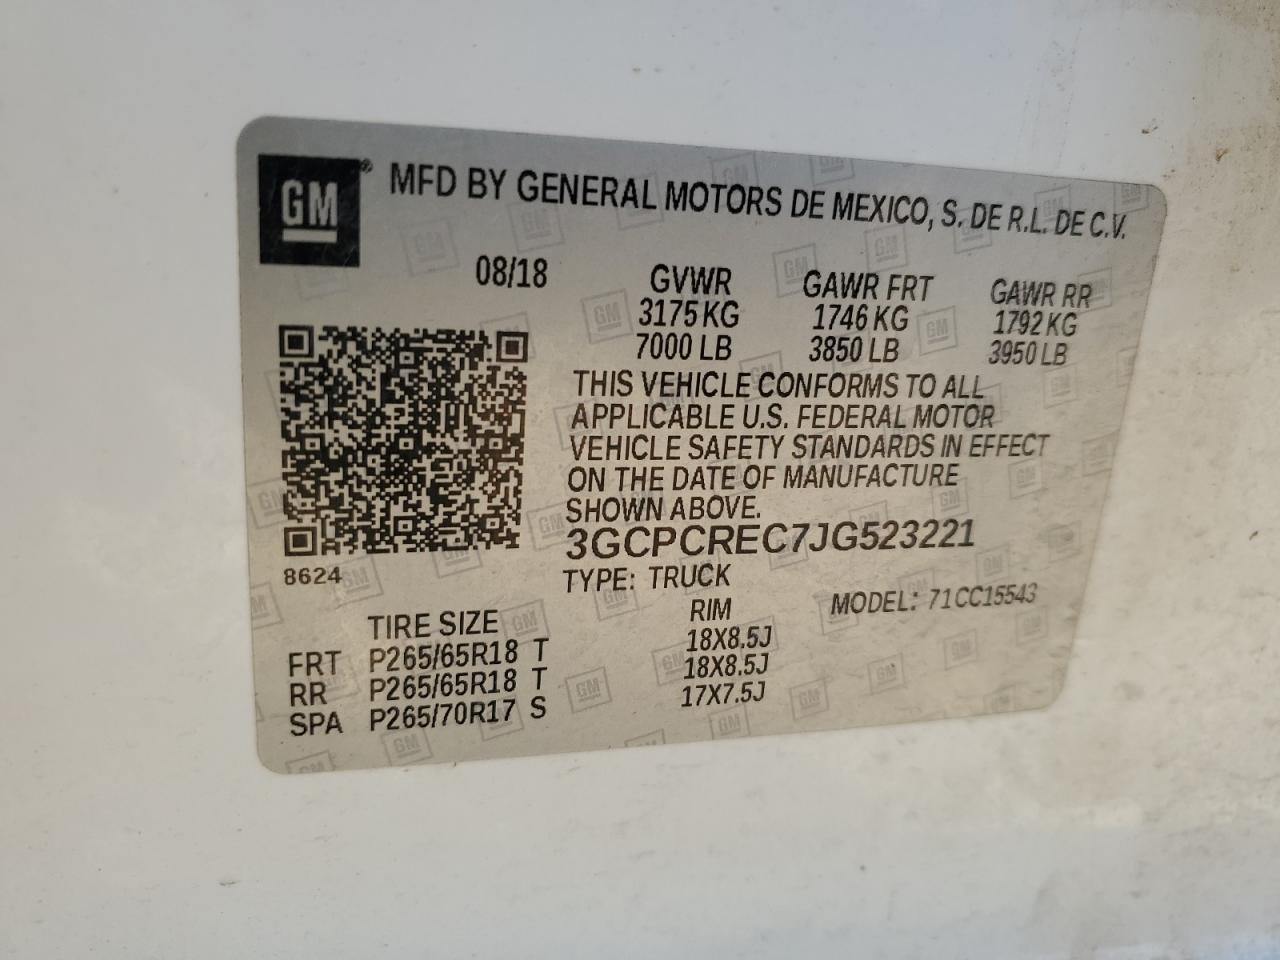 GM® MFD BY GENERAL MOTORS DE MEXICO, S. DE R.L. DE C.V.
08/18 GVWR GAWR FRT GAWR RR
3175 KG 1746 KG 1792 KG
7000 LB 3850 LB 3950 LB
THIS VEHICLE CONFORMS TO ALL
APPLICABLE U.S. FEDERAL MOTOR
VEHICLE SAFETY STANDARDS IN EFFECT
ON THE DATE OF MANUFACTURE
SHOWN ABOVE.
3GCPCREC7JG523221
8624 TYPE: TRUCK MODEL: 71CC15543
TIRE SIZE RIM
FRT P265/65R18 T 18X8.5J
RR P265/65R18 T 18X8.5J
SPA P265/70R17 S 17X7.5J